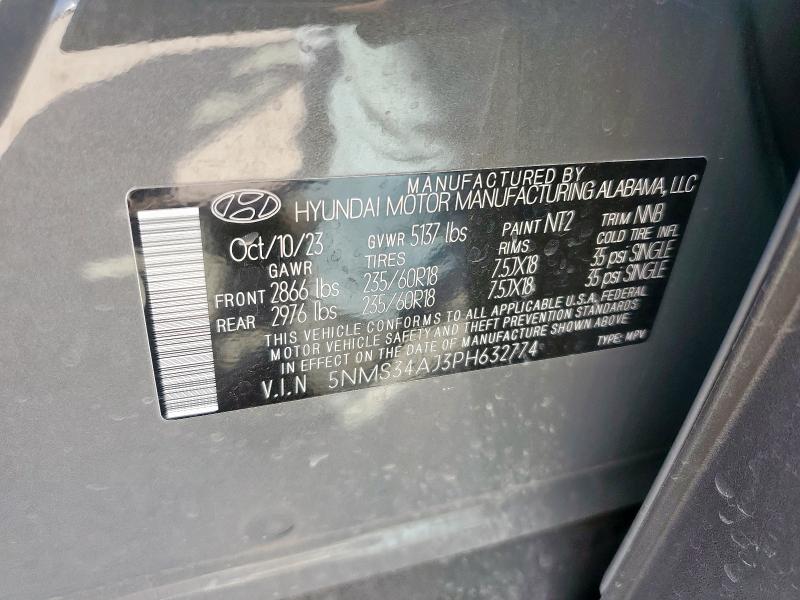 MANUFACTURED BY
HYUNDAI MOTOR MANUFACTURING ALABAMA, LLC
Oct/10/23 GVWR 5137 lbs PAINT NT2 TRIM NNB
GAWR TIRES RIMS COLD TIRE INFL
FRONT 2866 lbs 235/60R18 7.5JX18 35 psi SINGLE
REAR 2976 lbs 235/60R18 7.5JX18 35 psi SINGLE
THIS VEHICLE CONFORMS TO ALL APPLICABLE U.S.A. FEDERAL
MOTOR VEHICLE SAFETY AND THEFT PREVENTION STANDARDS
IN EFFECT ON THE DATE OF MANUFACTURE SHOWN ABOVE
V.I.N 5NMS34AJ3PH632774 TYPE: MPV